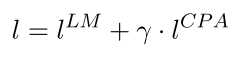 l = l^{LM} + γ · l^{CPA}